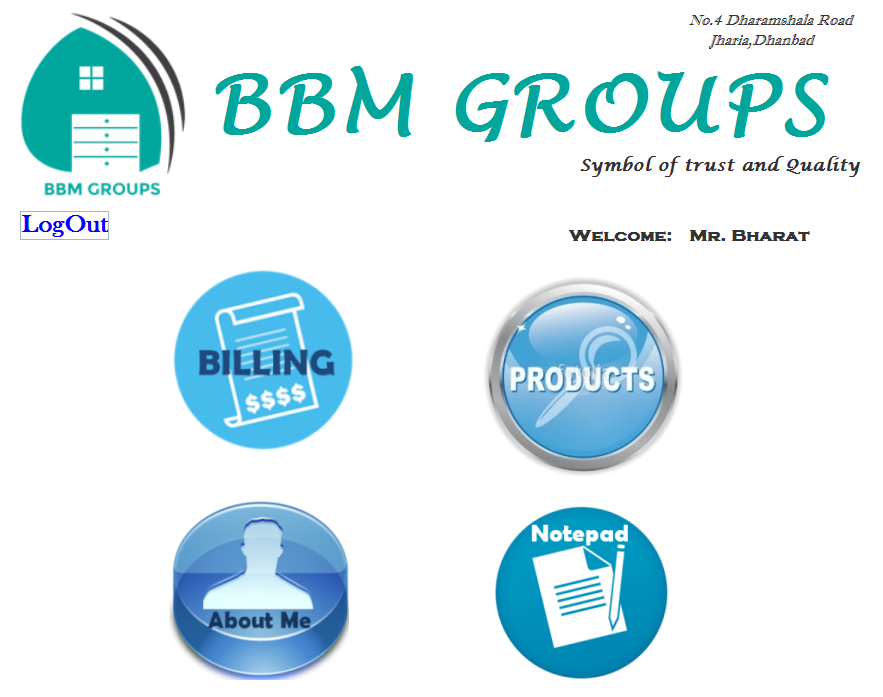 No.4 Dharamshala Road
Jharia,Dhanbad
BBM GROUPS
BBM GROUPS
Symbol of trust and Quality
LogOut
Welcome: Mr. Bharat
BILLING
$$$$
PRODUCTS
About Me
Notepad